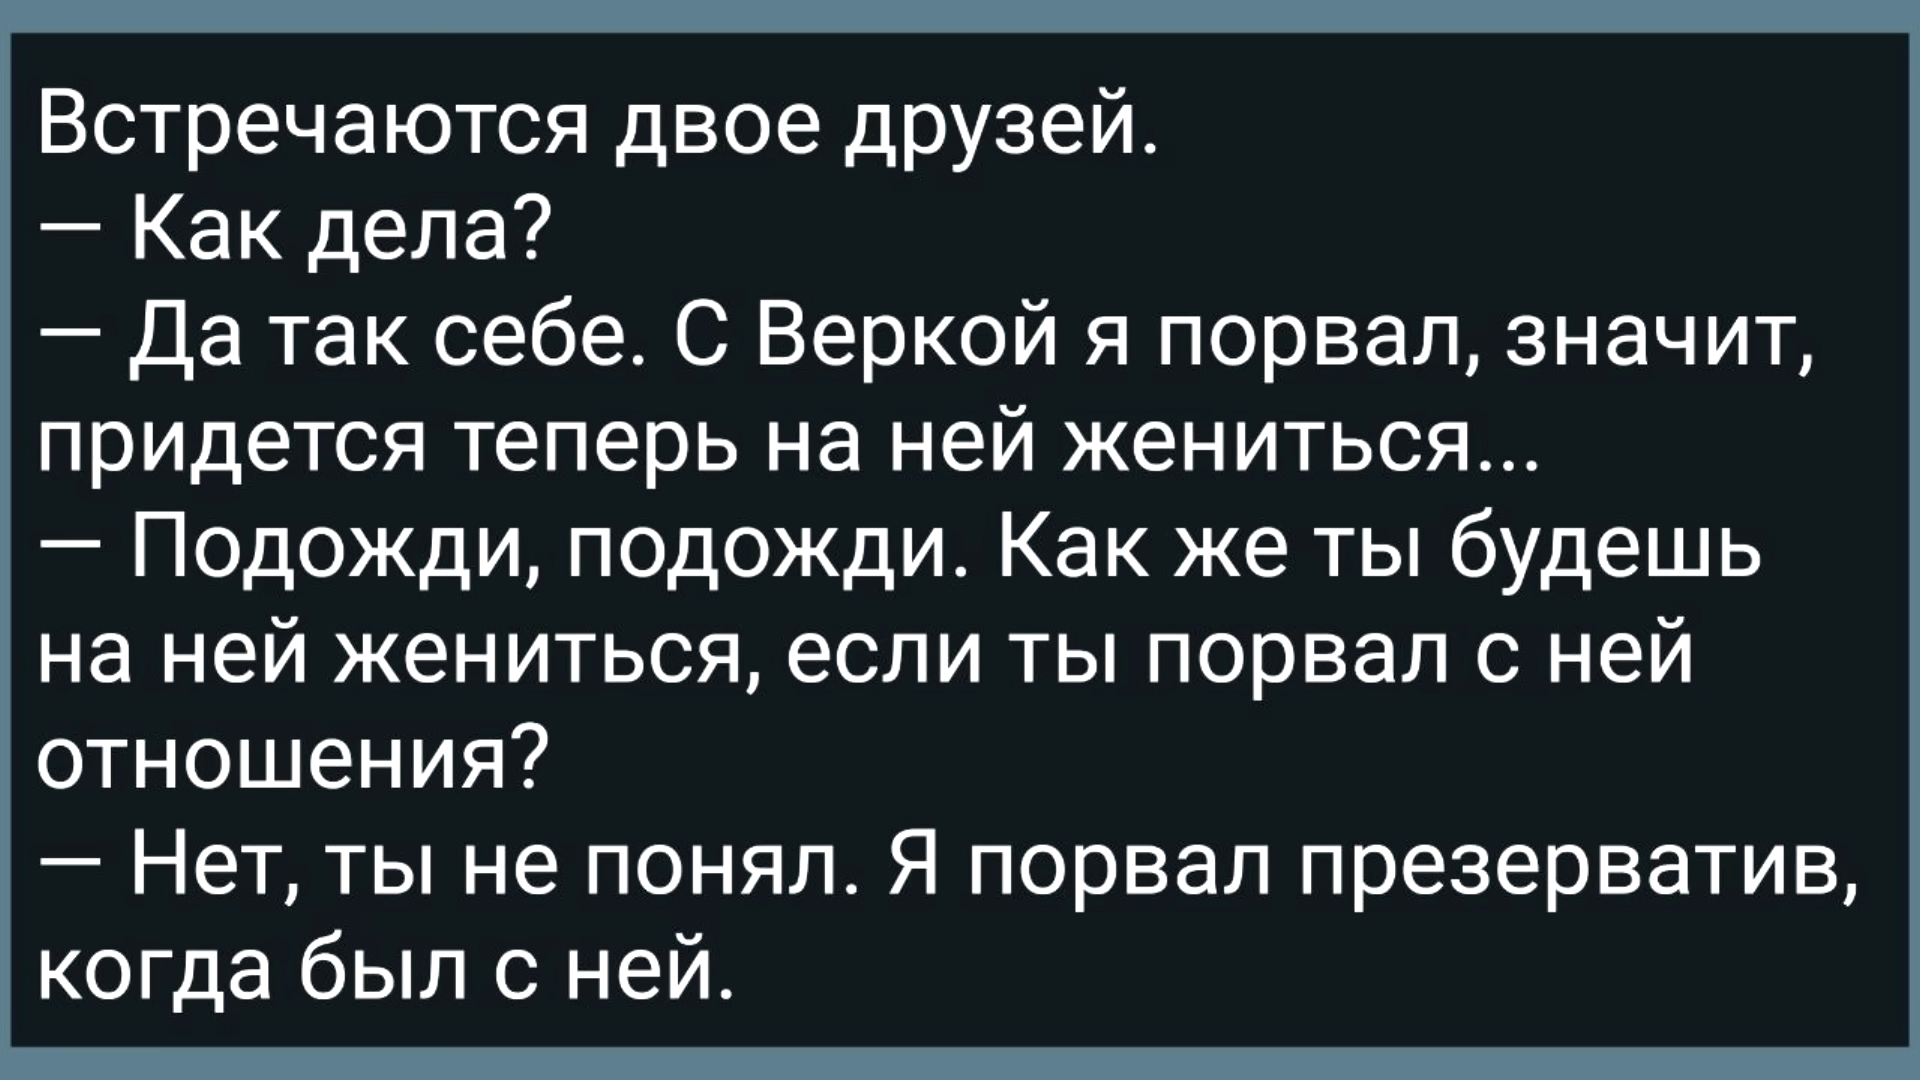 Встречаются двое друзей.
— Как дела?
— Да так себе. С Веркой я порвал, значит,
придется теперь на ней жениться...
— Подожди, подожди. Как же ты будешь
на ней жениться, если ты порвал с ней
отношения?
— Нет, ты не понял. Я порвал презерватив,
когда был с ней.